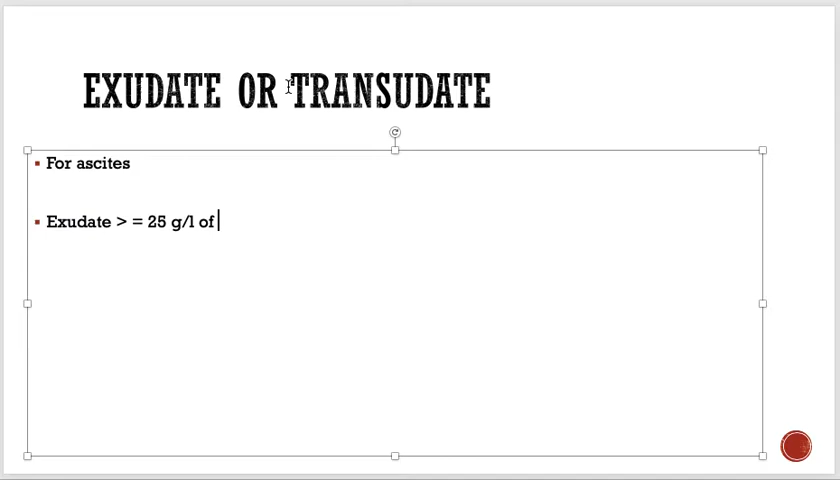 EXUDATE OR TRANSUDATE
For ascites
Exudate > = 25 g/l of